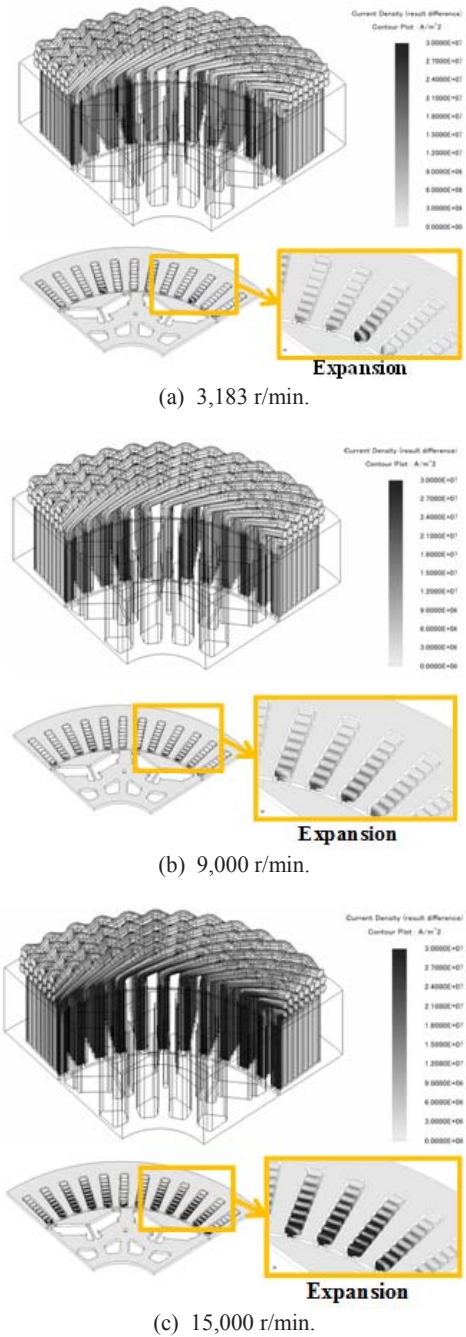 Current Density (result difference)
Contour Plot : A/m^2
3.0000E+07
2.7000E+07
2.4000E+07
2.1000E+07
1.8000E+07
1.5000E+07
1.2000E+07
9.0000E+06
6.0000E+06
3.0000E+06
0.0000E+00
Expansion
(a) 3,183 r/min.
Current Density (result difference)
Contour Plot : A/m^2
3.0000E+07
2.7000E+07
2.4000E+07
2.1000E+07
1.8000E+07
1.5000E+07
1.2000E+07
9.0000E+06
6.0000E+06
3.0000E+06
0.0000E+00
Expansion
(b) 9,000 r/min.
Current Density (result difference)
Contour Plot : A/m^2
3.0000E+07
2.7000E+07
2.4000E+07
2.1000E+07
1.8000E+07
1.5000E+07
1.2000E+07
9.0000E+06
6.0000E+06
3.0000E+06
0.0000E+00
Expansion
(c) 15,000 r/min.